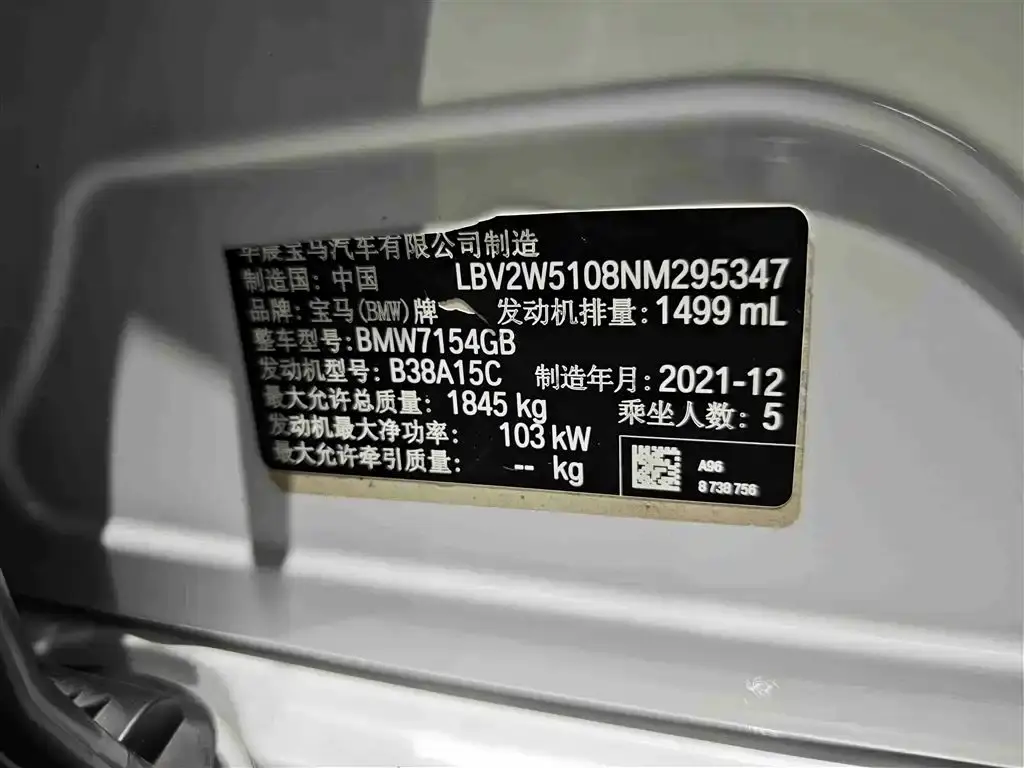 华晨宝马汽车有限公司制造
制造国: 中国 LBV2W5108NM295347
品牌: 宝马(BMW)牌 发动机排量: 1499 mL
整车型号: BMW7154GB
发动机型号: B38A15C 制造年月: 2021-12
最大允许总质量: 1845 kg 乘坐人数: 5
发动机最大净功率: 103 kW
最大允许牵引质量: -- kg
A96
8 738 756